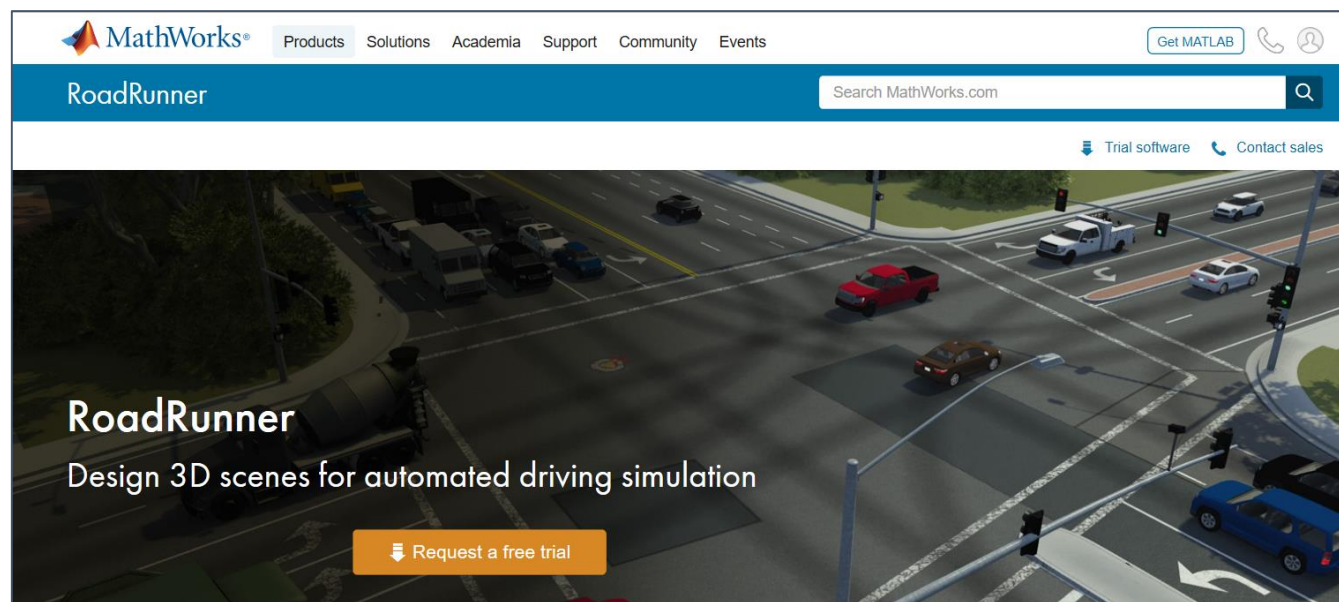 MathWorks® Products Solutions Academia Support Community Events Get MATLAB
RoadRunner Search MathWorks.com
Trial software Contact sales
RoadRunner
Design 3D scenes for automated driving simulation
Request a free trial